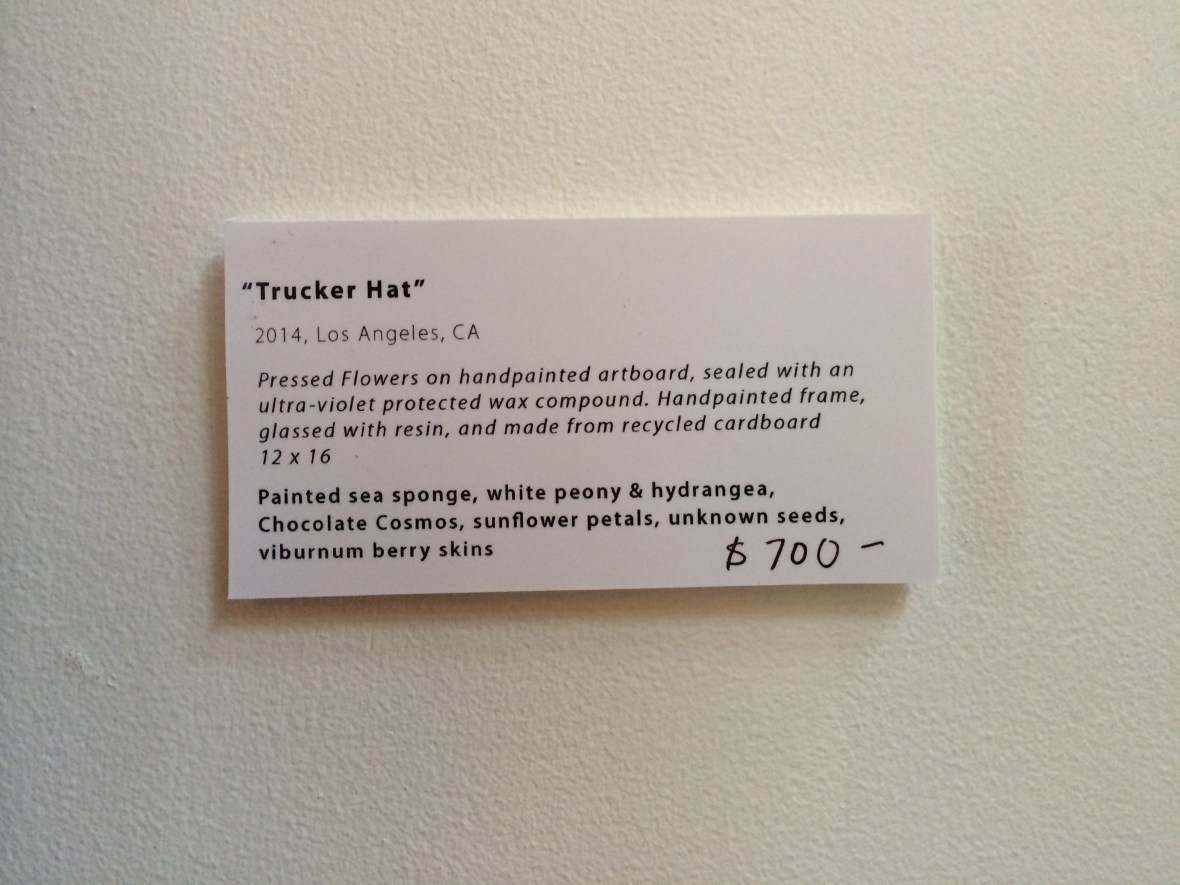 “Trucker Hat”
2014, Los Angeles, CA
Pressed Flowers on handpainted artboard, sealed with an
ultra-violet protected wax compound. Handpainted frame,
glassed with resin, and made from recycled cardboard
12 x 16
Painted sea sponge, white peony & hydrangea,
Chocolate Cosmos, sunflower petals, unknown seeds,
viburnum berry skins
$ 700 –